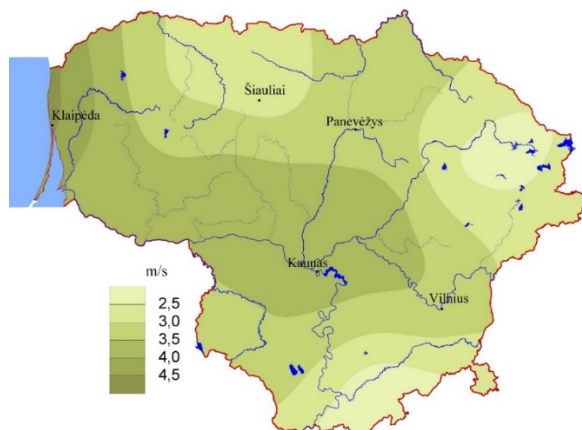 Šiauliai
Klaipėda
Panevėžys
Kaunas
Vilnius
m/s
2,5
3,0
3,5
4,0
4,5